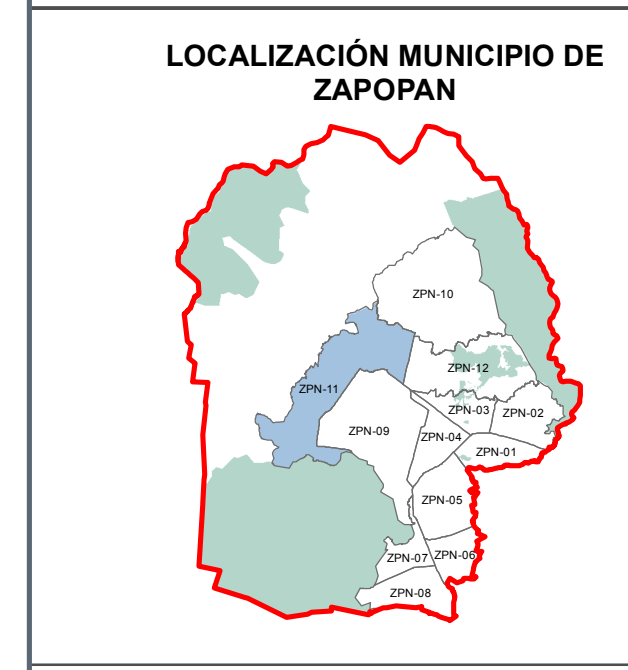 LOCALIZACIÓN MUNICIPIO DE
ZAPOPAN
ZPN-10
ZPN-12
ZPN-11
ZPN-03
ZPN-02
ZPN-09
ZPN-04
ZPN-01
ZPN-05
ZPN-07
ZPN-06
ZPN-08